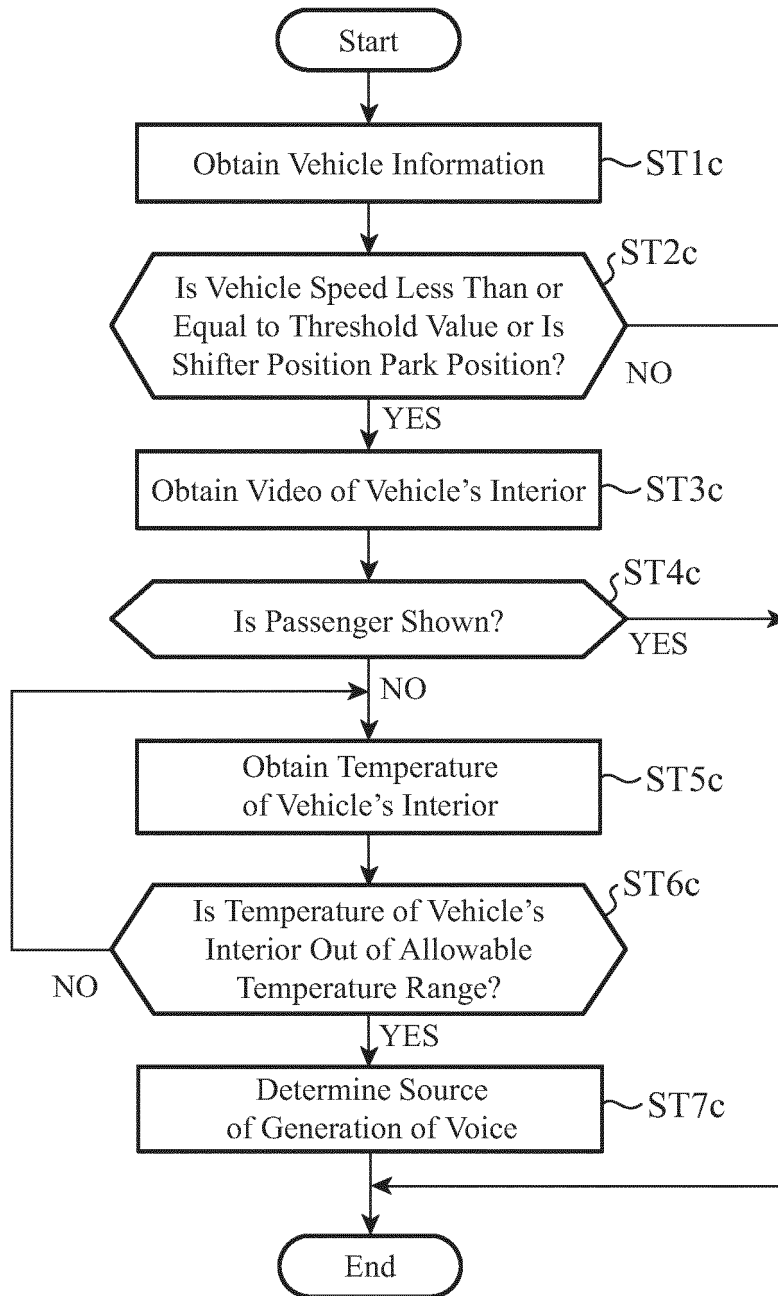 Start
Obtain Vehicle Information
ST1c
Is Vehicle Speed Less Than or
Equal to Threshold Value or Is
Shifter Position Park Position?
ST2c
NO
YES
Obtain Video of Vehicle’s Interior
ST3c
Is Passenger Shown?
ST4c
YES
NO
Obtain Temperature
of Vehicle’s Interior
ST5c
Is Temperature of Vehicle’s
Interior Out of Allowable
Temperature Range?
ST6c
NO
YES
Determine Source
of Generation of Voice
ST7c
End